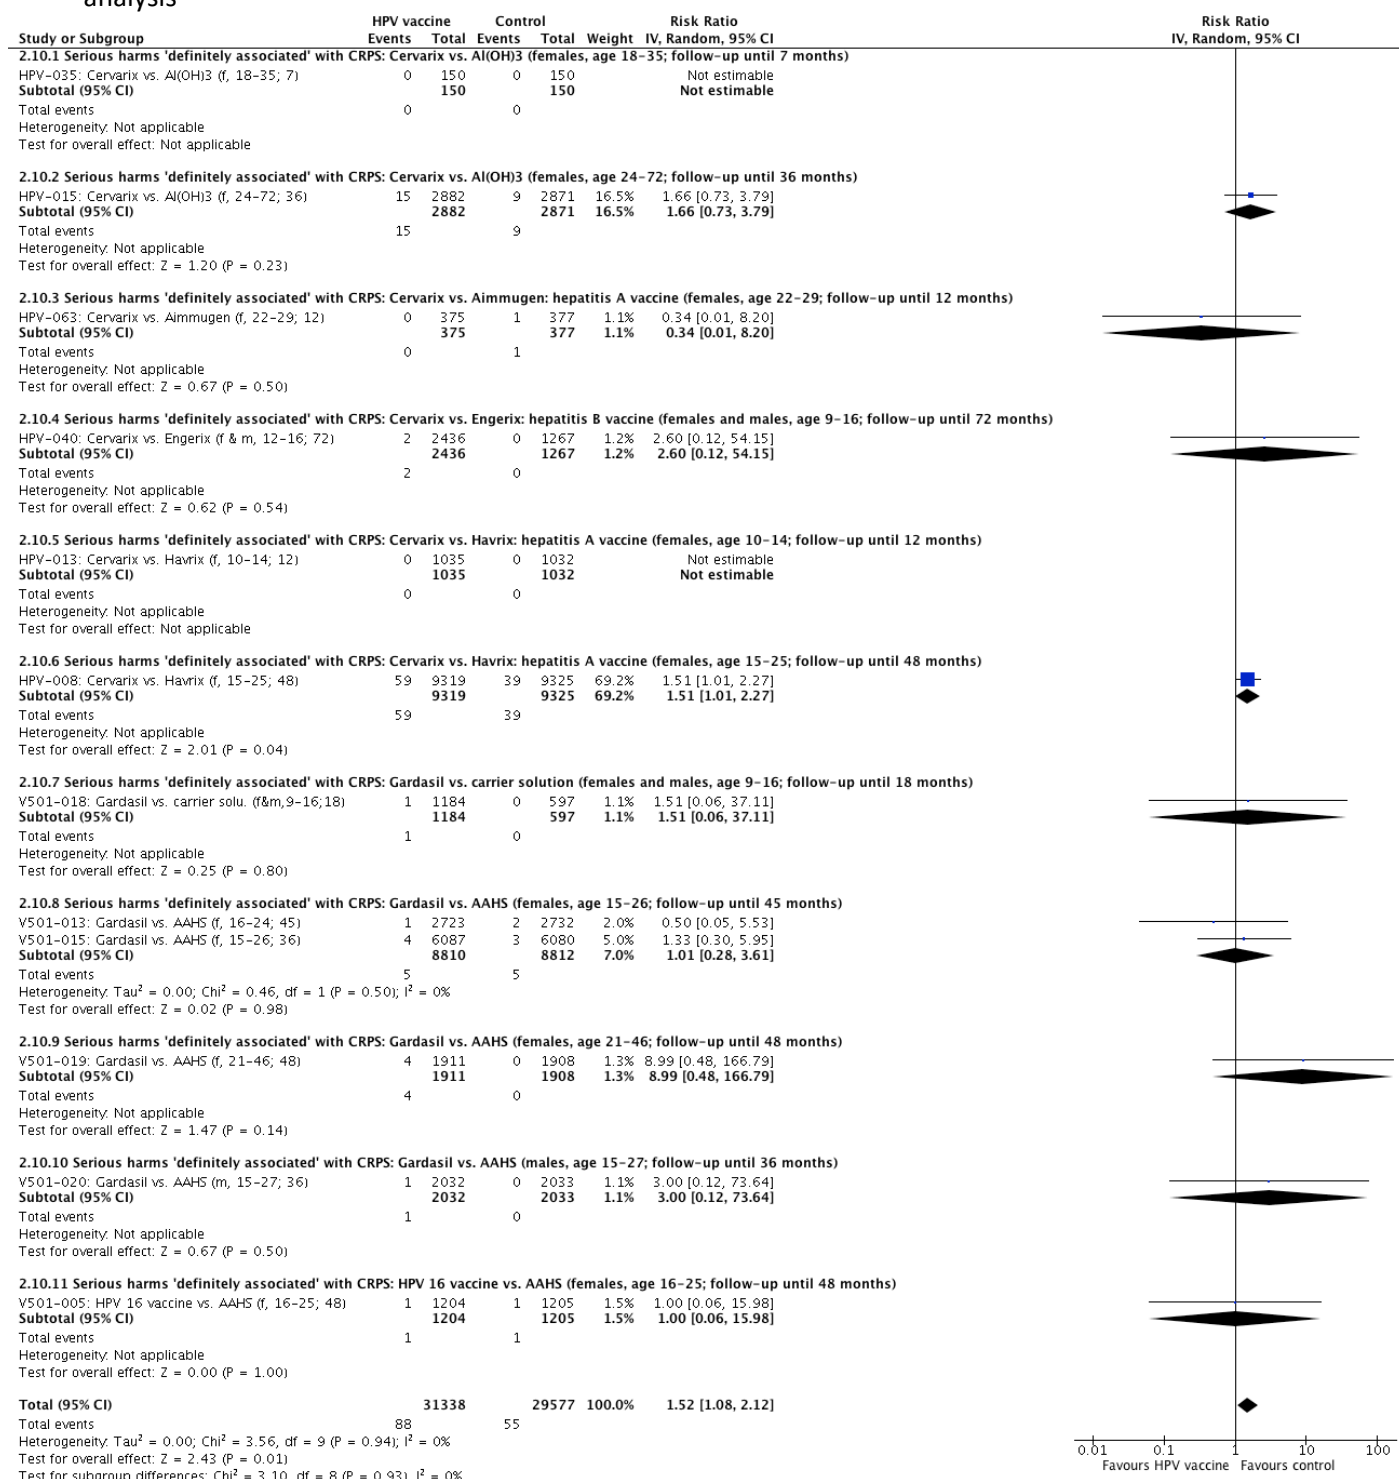 analysis
HPV vaccine Control Risk Ratio Risk Ratio
Study or Subgroup Events Total Events Total Weight IV, Random, 95% CI IV, Random, 95% CI
2.10.1 Serious harms 'definitely associated' with CRPS: Cervarix vs. Al(OH)3 (females, age 18-35; follow-up until 7 months)
HPV-035: Cervarix vs. Al(OH)3 (f, 18-35; 7) 0 150 0 150 Not estimable
Subtotal (95% CI) 150 150 Not estimable
Total events 0 0
Heterogeneity: Not applicable
Test for overall effect: Not applicable
2.10.2 Serious harms 'definitely associated' with CRPS: Cervarix vs. Al(OH)3 (females, age 24-72; follow-up until 36 months)
HPV-015: Cervarix vs. Al(OH)3 (f, 24-72; 36) 15 2882 9 2871 16.5% 1.66 [0.73, 3.79]
Subtotal (95% CI) 2882 2871 16.5% 1.66 [0.73, 3.79]
Total events 15 9
Heterogeneity: Not applicable
Test for overall effect: Z = 1.20 (P = 0.23)
2.10.3 Serious harms 'definitely associated' with CRPS: Cervarix vs. Aimmugen: hepatitis A vaccine (females, age 22-29; follow-up until 12 months)
HPV-063: Cervarix vs. Aimmugen (f, 22-29; 12) 0 375 1 377 1.1% 0.34 [0.01, 8.20]
Subtotal (95% CI) 375 377 1.1% 0.34 [0.01, 8.20]
Total events 0 1
Heterogeneity: Not applicable
Test for overall effect: Z = 0.67 (P = 0.50)
2.10.4 Serious harms 'definitely associated' with CRPS: Cervarix vs. Engerix: hepatitis B vaccine (females and males, age 9-16; follow-up until 72 months)
HPV-040: Cervarix vs. Engerix (f & m, 12-16; 72) 2 2436 0 1267 1.2% 2.60 [0.12, 54.15]
Subtotal (95% CI) 2436 1267 1.2% 2.60 [0.12, 54.15]
Total events 2 0
Heterogeneity: Not applicable
Test for overall effect: Z = 0.62 (P = 0.54)
2.10.5 Serious harms 'definitely associated' with CRPS: Cervarix vs. Havrix: hepatitis A vaccine (females, age 10-14; follow-up until 12 months)
HPV-013: Cervarix vs. Havrix (f, 10-14; 12) 0 1035 0 1032 Not estimable
Subtotal (95% CI) 1035 1032 Not estimable
Total events 0 0
Heterogeneity: Not applicable
Test for overall effect: Not applicable
2.10.6 Serious harms 'definitely associated' with CRPS: Cervarix vs. Havrix: hepatitis A vaccine (females, age 15-25; follow-up until 48 months)
HPV-008: Cervarix vs. Havrix (f, 15-25; 48) 59 9319 39 9325 69.2% 1.51 [1.01, 2.27]
Subtotal (95% CI) 9319 9325 69.2% 1.51 [1.01, 2.27]
Total events 59 39
Heterogeneity: Not applicable
Test for overall effect: Z = 2.01 (P = 0.04)
2.10.7 Serious harms 'definitely associated' with CRPS: Gardasil vs. carrier solution (females and males, age 9-16; follow-up until 18 months)
V501-018: Gardasil vs. carrier solu. (f&m,9-16;18) 1 1184 0 597 1.1% 1.51 [0.06, 37.11]
Subtotal (95% CI) 1184 597 1.1% 1.51 [0.06, 37.11]
Total events 1 0
Heterogeneity: Not applicable
Test for overall effect: Z = 0.25 (P = 0.80)
2.10.8 Serious harms 'definitely associated' with CRPS: Gardasil vs. AAHS (females, age 15-26; follow-up until 45 months)
V501-013: Gardasil vs. AAHS (f, 16-24; 45) 1 2723 2 2732 2.0% 0.50 [0.05, 5.53]
V501-015: Gardasil vs. AAHS (f, 15-26; 36) 4 6087 3 6080 5.0% 1.33 [0.30, 5.95]
Subtotal (95% CI) 8810 8812 7.0% 1.01 [0.28, 3.61]
Total events 5 5
Heterogeneity: Tau² = 0.00; Chi² = 0.46, df = 1 (P = 0.50); I² = 0%
Test for overall effect: Z = 0.02 (P = 0.98)
2.10.9 Serious harms 'definitely associated' with CRPS: Gardasil vs. AAHS (females, age 21-46; follow-up until 48 months)
V501-019: Gardasil vs. AAHS (f, 21-46; 48) 4 1911 0 1908 1.3% 8.99 [0.48, 166.79]
Subtotal (95% CI) 1911 1908 1.3% 8.99 [0.48, 166.79]
Total events 4 0
Heterogeneity: Not applicable
Test for overall effect: Z = 1.47 (P = 0.14)
2.10.10 Serious harms 'definitely associated' with CRPS: Gardasil vs. AAHS (males, age 15-27; follow-up until 36 months)
V501-020: Gardasil vs. AAHS (m, 15-27; 36) 1 2032 0 2033 1.1% 3.00 [0.12, 73.64]
Subtotal (95% CI) 2032 2033 1.1% 3.00 [0.12, 73.64]
Total events 1 0
Heterogeneity: Not applicable
Test for overall effect: Z = 0.67 (P = 0.50)
2.10.11 Serious harms 'definitely associated' with CRPS: HPV 16 vaccine vs. AAHS (females, age 16-25; follow-up until 48 months)
V501-005: HPV 16 vaccine vs. AAHS (f, 16-25; 48) 1 1204 1 1205 1.5% 1.00 [0.06, 15.98]
Subtotal (95% CI) 1204 1205 1.5% 1.00 [0.06, 15.98]
Total events 1 1
Heterogeneity: Not applicable
Test for overall effect: Z = 0.00 (P = 1.00)
Total (95% CI) 31338 29577 100.0% 1.52 [1.08, 2.12]
Total events 88 55
Heterogeneity: Tau² = 0.00; Chi² = 3.56, df = 9 (P = 0.94); I² = 0%
Test for overall effect: Z = 2.43 (P = 0.01)
Test for subgroup differences: Chi² = 3.10, df = 8 (P = 0.93), I² = 0%
0.01 0.1 1 10 100
Favours HPV vaccine Favours control